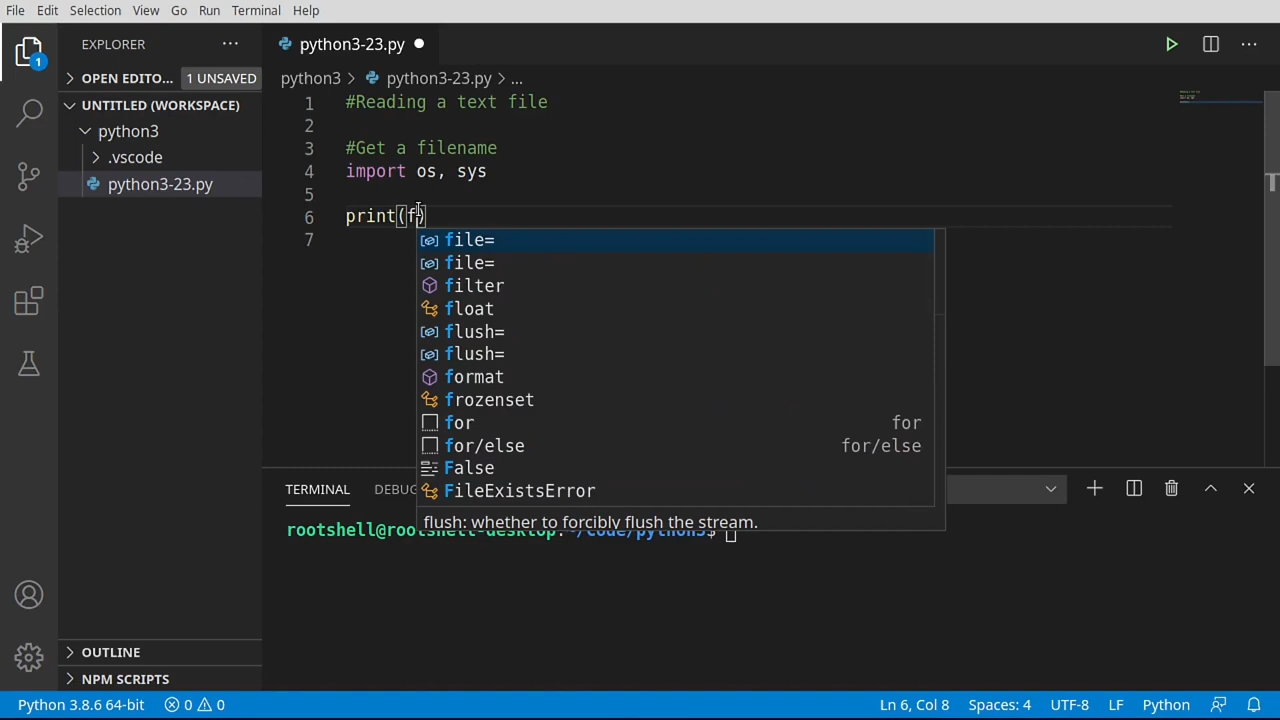 File Edit Selection View Go Run Terminal Help
EXPLORER
1
OPEN EDITO... 1 UNSAVED
UNTITLED (WORKSPACE)
python3
.vscode
python3-23.py
python3-23.py
python3 > python3-23.py > ...
1 #Reading a text file
2
3 #Get a filename
4 import os, sys
5
6 print(f)
7
file=
file=
filter
float
flush=
flush=
format
frozenset
for for
for/else for/else
False
FileExistsError
flush: whether to forcibly flush the stream.
TERMINAL DEBUG
rootshell@rootshell-desktop:~/Code/python3$
OUTLINE
NPM SCRIPTS
Python 3.8.6 64-bit 0 0 Ln 6, Col 8 Spaces: 4 UTF-8 LF Python